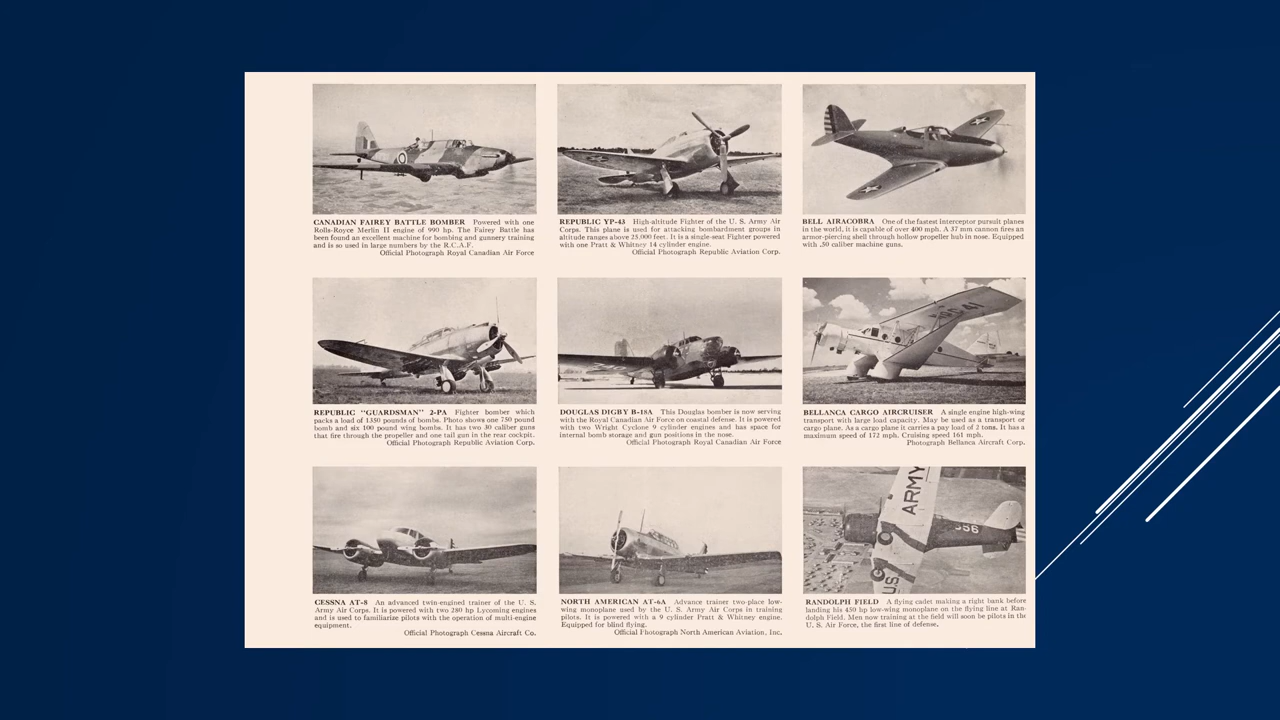 CANADIAN FAIREY BATTLE BOMBER Powered with one
Rolls-Royce Merlin II engine of 990 hp. The Fairey Battle has
been found an excellent machine for bombing and gunnery training
and is so used in large numbers by the R.C.A.F.
Official Photograph Royal Canadian Air Force
REPUBLIC YP-43 High-altitude Fighter of the U. S. Army Air
Corps. This plane is used for attacking bombardment groups in
altitude ranges above 25,000 feet. It is a single-seat Fighter powered
with one Pratt & Whitney 14 cylinder engine.
Official Photograph Republic Aviation Corp.
BELL AIRACOBRA One of the fastest interceptor pursuit planes
in the world, it is capable of over 400 mph. A 37 mm cannon fires an
armor-piercing shell through hollow propeller hub in nose. Equipped
with .30 caliber machine guns.
REPUBLIC "GUARDSMAN" 2-PA Fighter bomber which
packs a load of 1350 pounds of bombs. Photo shows one 750 pound
bomb and six 100 pound wing bombs. It has two 30 caliber guns
that fire through the propeller and one tail gun in the rear cockpit.
Official Photograph Republic Aviation Corp.
DOUGLAS DIGBY B-18A This Douglas bomber is now serving
with the Royal Canadian Air Force on coastal defense. It is powered
with two Wright Cyclone 9 cylinder engines and has space for
internal bomb storage and gun positions in the nose.
Official Photograph Royal Canadian Air Force
BELLANCA CARGO AIRCRUISER A single engine high-wing
transport with large load capacity. May be used as a transport or
cargo plane. As a cargo plane it carries a pay load of 2 tons. It has a
maximum speed of 172 mph. Cruising speed 161 mph.
Photograph Bellanca Aircraft Corp.
CESSNA AT-8 An advanced twin-engined trainer of the U. S.
Army Air Corps. It is powered with two 280 hp Lycoming engines
and is used to familiarize pilots with the operation of multi-engine
equipment.
Official Photograph Cessna Aircraft Co.
NORTH AMERICAN AT-6A Advance trainer two-place low-
wing monoplane used by the U. S. Army Air Corps in training
pilots. It is powered with a 9 cylinder Pratt & Whitney engine.
Equipped for blind flying.
Official Photograph North American Aviation, Inc.
ARMY
US
356
RANDOLPH FIELD A flying cadet making a right bank before
landing his 450 hp low-wing monoplane on the flying line at Ran-
dolph Field. Men now training at the field will soon be pilots in the
U. S. Air Force, the first line of defense.